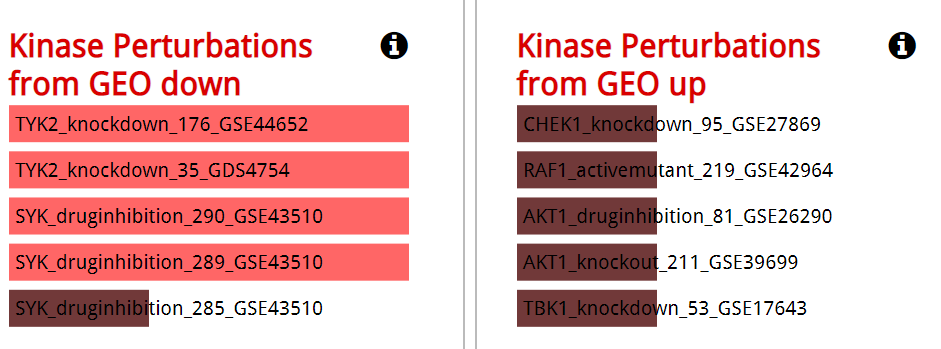 Kinase Perturbations
from GEO down
TYK2_knockdown_176_GSE44652
TYK2_knockdown_35_GDS4754
SYK_druginhibition_290_GSE43510
SYK_druginhibition_289_GSE43510
SYK_druginhibition_285_GSE43510
Kinase Perturbations
from GEO up
CHEK1_knockdown_95_GSE27869
RAF1_activemutant_219_GSE42964
AKT1_druginhibition_81_GSE26290
AKT1_knockout_211_GSE39699
TBK1_knockdown_53_GSE17643